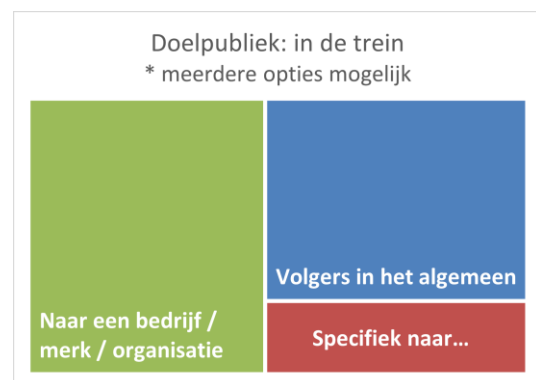 Doelpubliek: in de trein
* meerdere opties mogelijk
Volgers in het algemeen
Naar een bedrijf /
merk / organisatie
Specifiek naar...